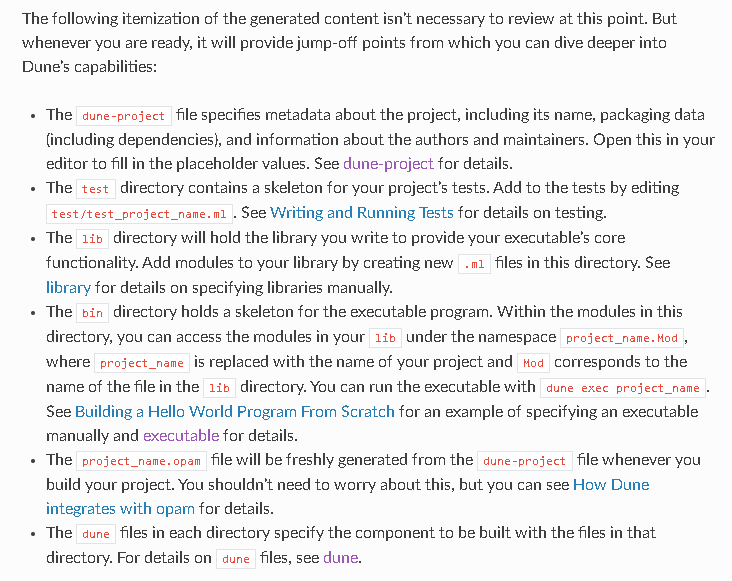 The following itemization of the generated content isn't necessary to review at this point. But
whenever you are ready, it will provide jump-off points from which you can dive deeper into
Dune's capabilities:
• The dune-project file specifies metadata about the project, including its name, packaging data
(including dependencies), and information about the authors and maintainers. Open this in your
editor to fill in the placeholder values. See dune-project for details.
• The test directory contains a skeleton for your project's tests. Add to the tests by editing
test/test_project_name.ml . See Writing and Running Tests for details on testing.
• The lib directory will hold the library you write to provide your executable's core
functionality. Add modules to your library by creating new .ml files in this directory. See
library for details on specifying libraries manually.
• The bin directory holds a skeleton for the executable program. Within the modules in this
directory, you can access the modules in your lib under the namespace project_name.Mod ,
where project_name is replaced with the name of your project and Mod corresponds to the
name of the file in the lib directory. You can run the executable with dune exec project_name .
See Building a Hello World Program From Scratch for an example of specifying an executable
manually and executable for details.
• The project_name.opam file will be freshly generated from the dune-project file whenever you
build your project. You shouldn't need to worry about this, but you can see How Dune
integrates with opam for details.
• The dune files in each directory specify the component to be built with the files in that
directory. For details on dune files, see dune.